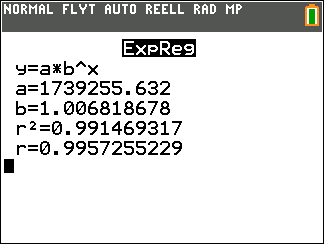 NORMAL FLYT AUTO REELL RAD MP
ExpReg
y=a*b^x
a=1739255.632
b=1.006818678
r²=0.991469317
r=0.9957255229